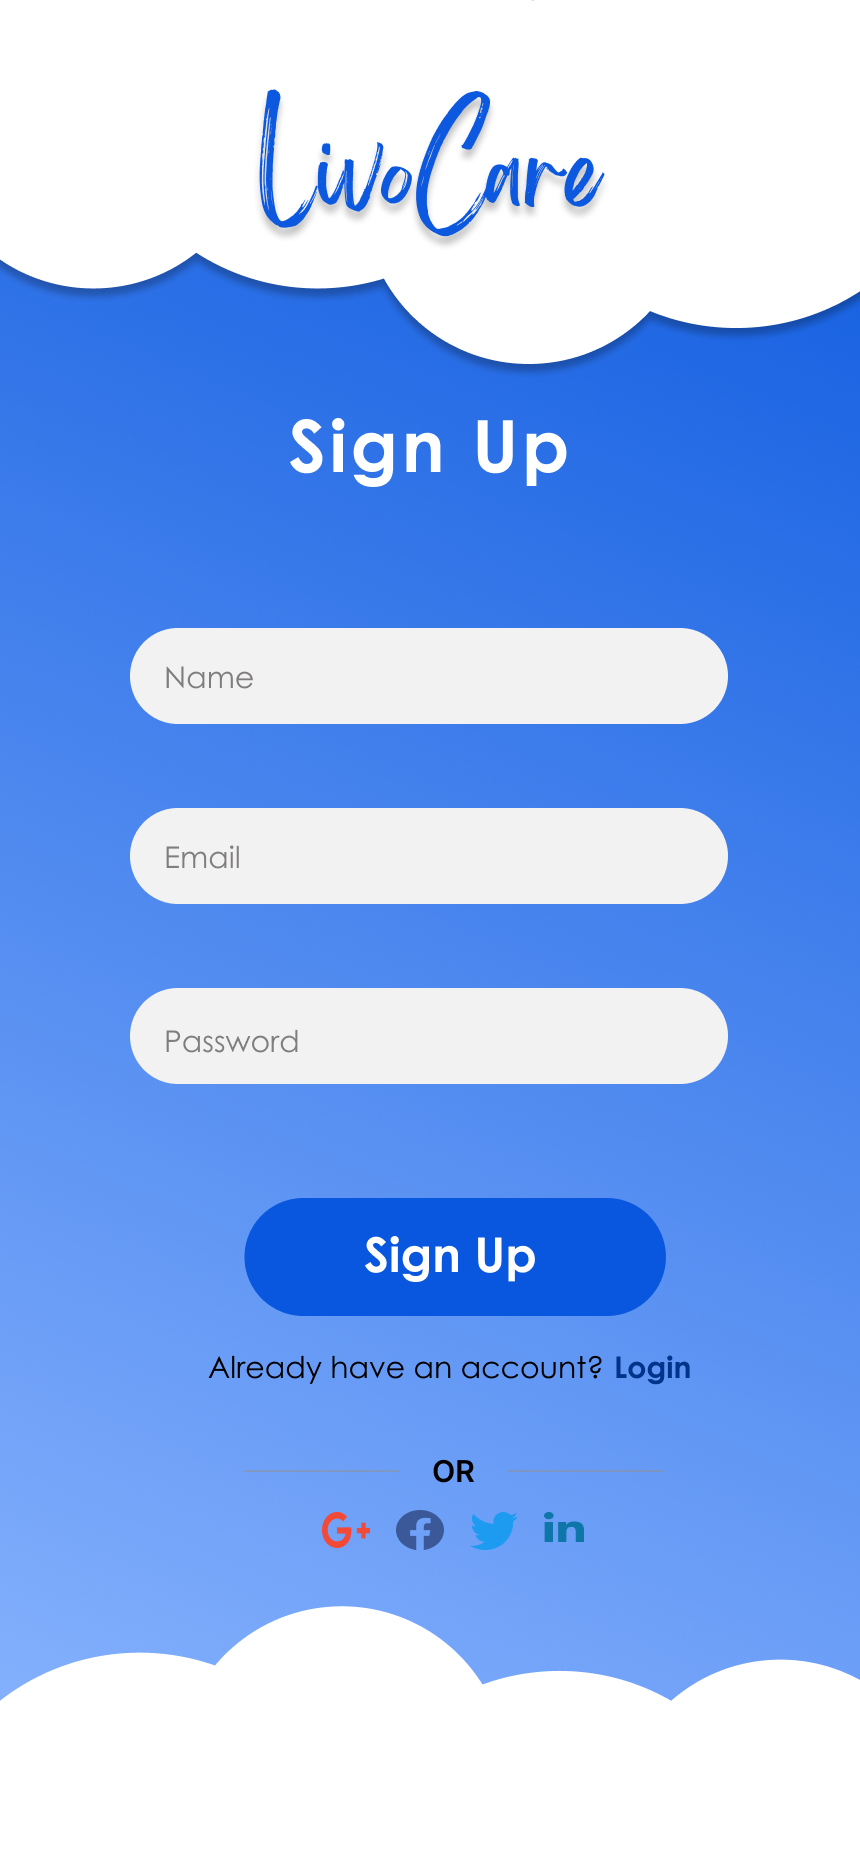 LivoCare
Sign Up
Name
Email
Password
Sign Up
Already have an account? Login
OR
G+
in